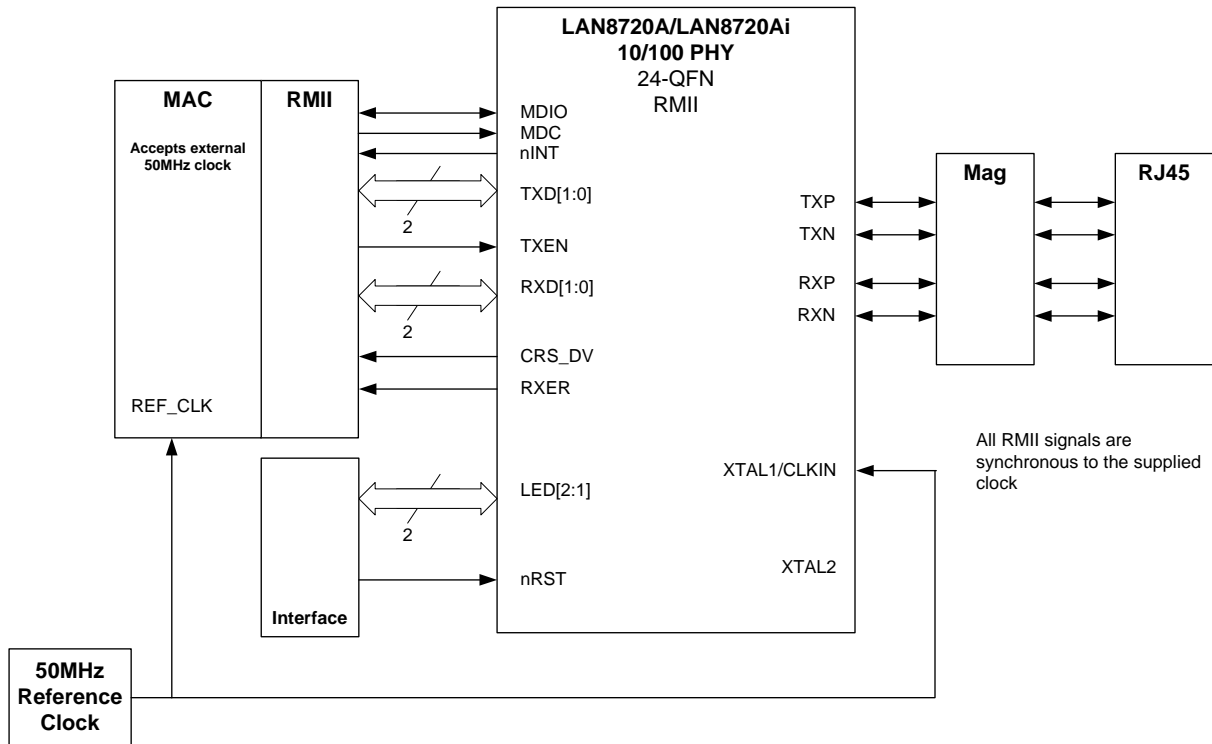 LAN8720A/LAN8720Ai
10/100 PHY
24-QFN
RMII
MAC
RMII
Accepts external
50MHz clock
REF_CLK
MDIO
MDC
nINT
TXD[1:0]
2
TXEN
RXD[1:0]
2
CRS_DV
RXER
LED[2:1]
2
nRST
Interface
TXP
TXN
RXP
RXN
XTAL1/CLKIN
XTAL2
Mag
RJ45
All RMII signals are
synchronous to the supplied
clock
50MHz
Reference
Clock